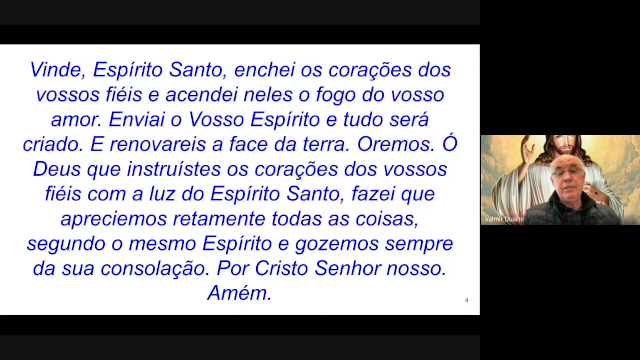 Vinde, Espírito Santo, enchei os corações dos
vossos fiéis e acendei neles o fogo do vosso
amor. Enviai o Vosso Espírito e tudo será
criado. E renovareis a face da terra. Oremos. Ó
Deus que instruístes os corações dos vossos
fiéis com a luz do Espírito Santo, fazei que
apreciemos retamente todas as coisas,
segundo o mesmo Espírito e gozemos sempre
da sua consolação. Por Cristo Senhor nosso.
Amém.
4
Valmir Duarte